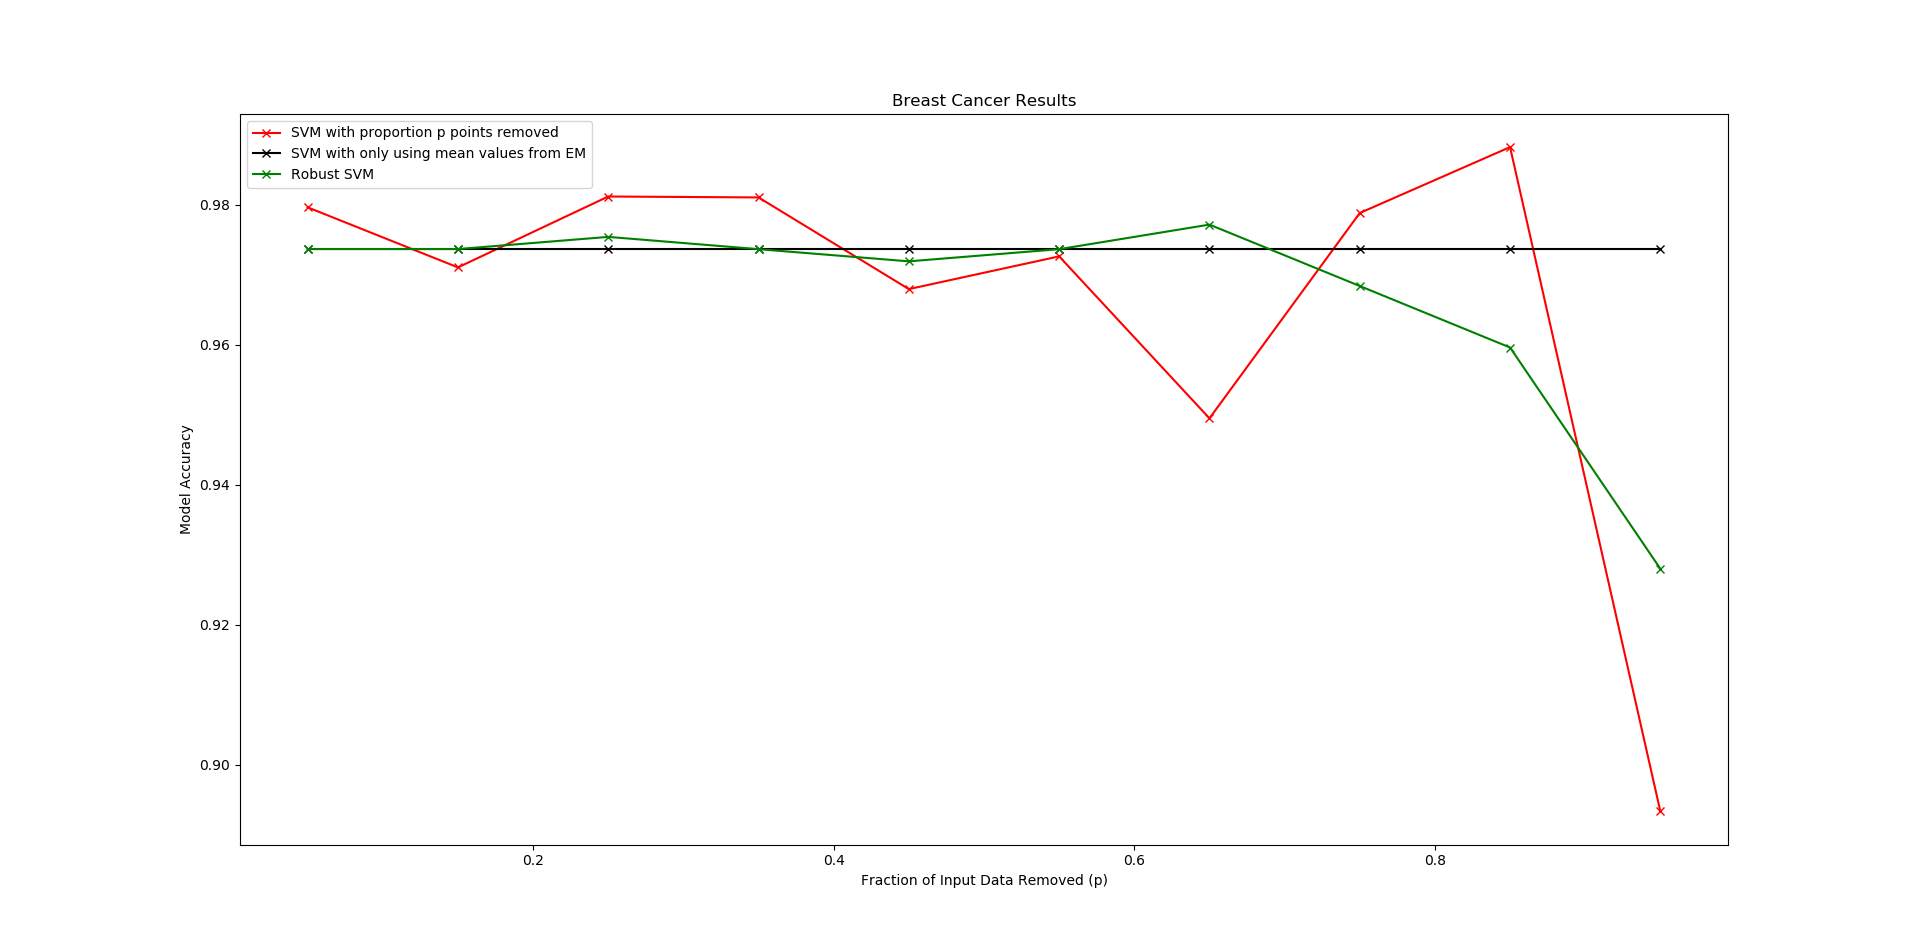 Breast Cancer Results
SVM with proportion p points removed
SVM with only using mean values from EM
Robust SVM
0.98
0.96
0.94
0.92
0.90
Model Accuracy
0.2
0.4
0.6
0.8
Fraction of Input Data Removed (p)